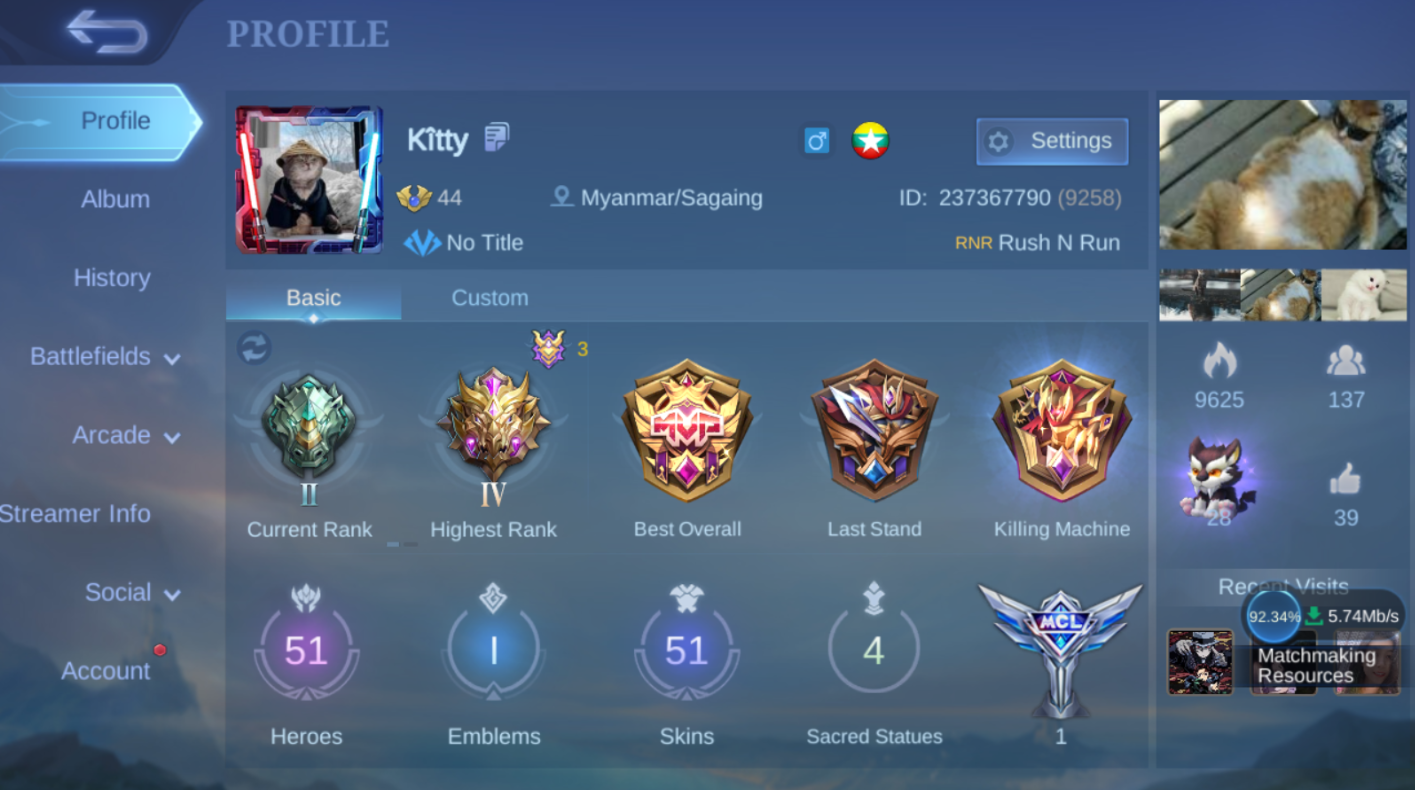 PROFILE
Profile
Album
History
Battlefields
Arcade
Streamer Info
Social
Account
Kîtty
Settings
44
Myanmar/Sagaing
ID: 237367790 (9258)
No Title
RNR Rush N Run
Basic
Custom
3
II
IV
MVP
Current Rank
Highest Rank
Best Overall
Last Stand
Killing Machine
51
I
51
4
MCL
Heroes
Emblems
Skins
Sacred Statues
1
9625
137
28
39
Recent Visits
92.34%
5.74Mb/s
Matchmaking
Resources